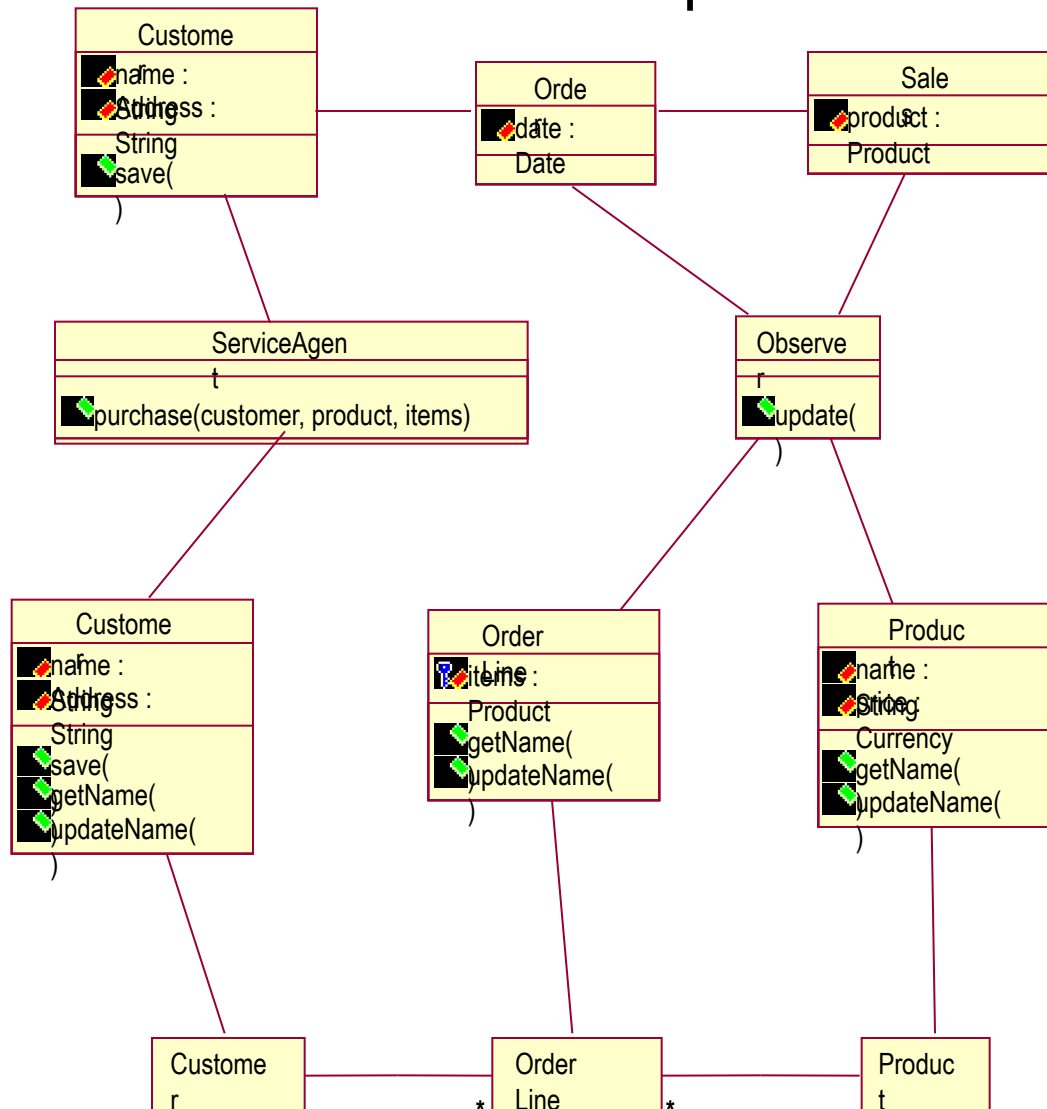 Custome
r
name :
String
Address :
String
save(
)
Orde
r
date :
Date
Sale
s
product :
Product
ServiceAgen
t
purchase(customer, product, items)
Observe
r
update(
)
Custome
r
name :
String
Address :
String
save(
)
getName(
)
updateName(
)
Order
Line
items :
Product
getName(
)
updateName(
)
Produc
t
name :
String
price :
Currency
getName(
)
updateName(
)
Custome
r
*
Order
Line
*
Produc
t